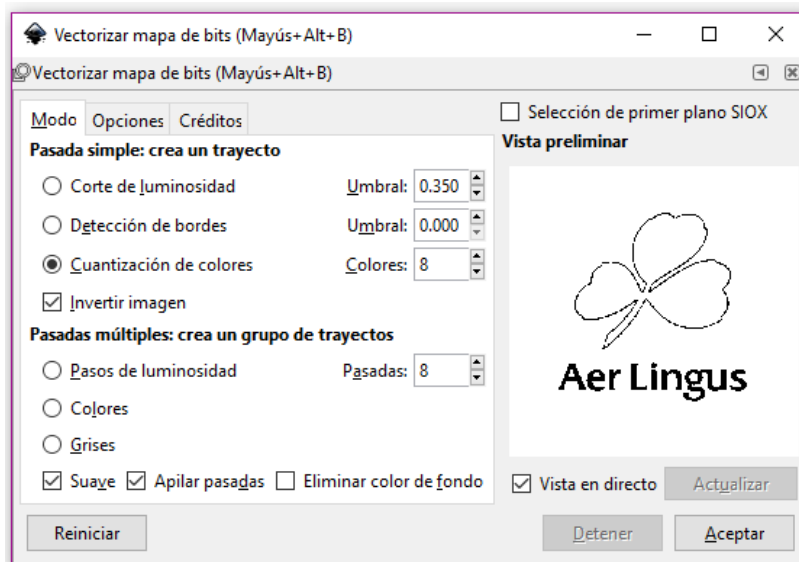 Vectorizar mapa de bits (Mayús+Alt+B)
Vectorizar mapa de bits (Mayús+Alt+B)
Modo Opciones Créditos
Selección de primer plano SIOX
Pasada simple: crea un trayecto
Vista preliminar
Corte de luminosidad Umbral: 0.350
Detección de bordes Umbral: 0.000
Cuantización de colores Colores: 8
Invertir imagen
Pasadas múltiples: crea un grupo de trayectos
Pasos de luminosidad Pasadas: 8
Aer Lingus
Colores
Grises
Suave Apilar pasadas Eliminar color de fondo
Vista en directo Actualizar
Reiniciar Detener Aceptar